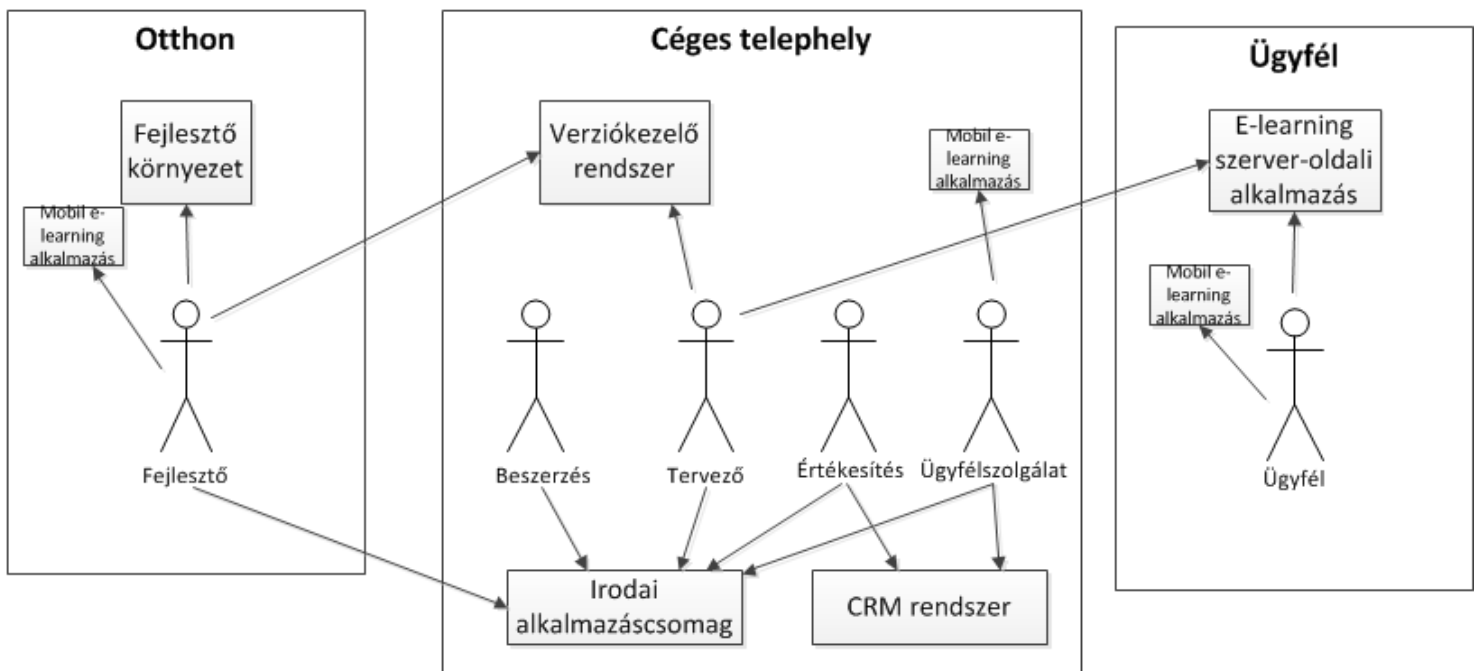 Otthon
Fejlesztő
környezet
Mobil e-
learning
alkalmazás
Fejlesztő
Céges telephely
Verziókezelő
rendszer
Mobil e-
learning
alkalmazás
Beszerzés
Tervező
Értékesítés
Ügyfélszolgálat
Irodai
alkalmazáscsomag
CRM rendszer
Ügyfél
E-learning
szerver-oldali
alkalmazás
Mobil e-
learning
alkalmazás
Ügyfél